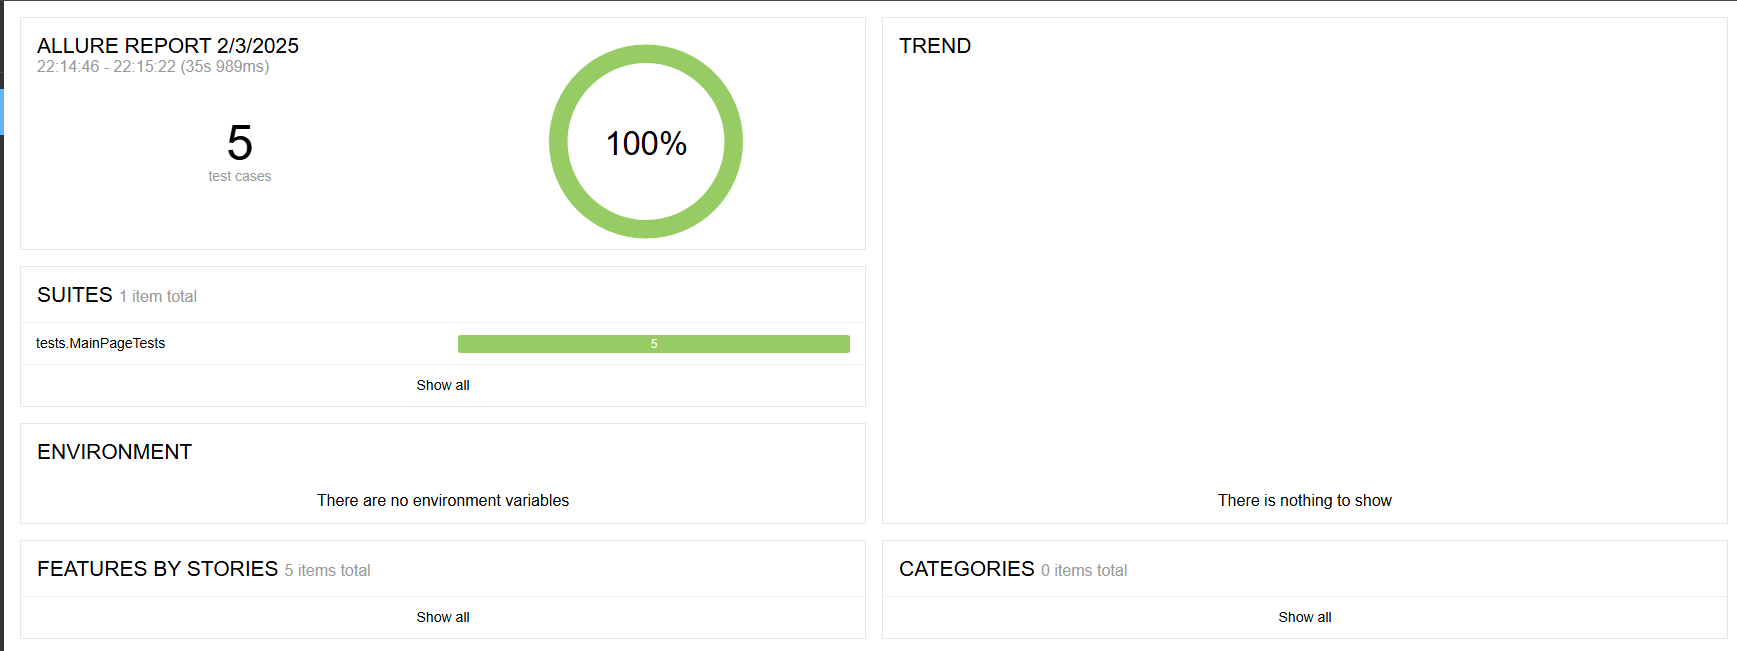 ALLURE REPORT 2/3/2025
22:14:46 - 22:15:22 (35s 989ms)
5
test cases
100%
SUITES 1 item total
tests.MainPageTests 5
Show all
ENVIRONMENT
There are no environment variables
FEATURES BY STORIES 5 items total
Show all
TREND
There is nothing to show
CATEGORIES 0 items total
Show all